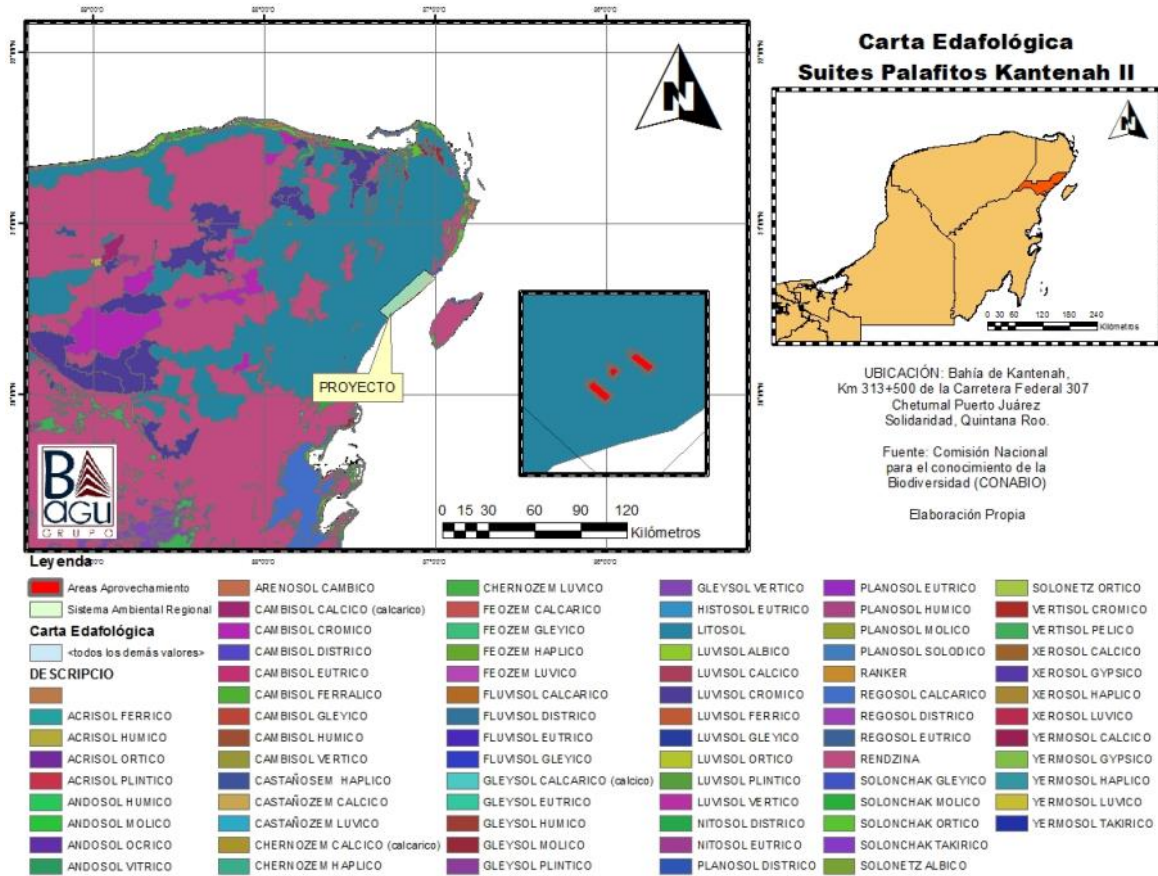 Carta Edafológica
Suites Palafitos Kantenah II
N
N
PROYECTO
0 15 30 60 90 120
Kilómetros
0 30 60 120 180 240
Kilómetros
BAGU
GRUPO
UBICACIÓN: Bahía de Kantenah,
Km 313+500 de la Carretera Federal 307
Chetumal Puerto Juárez
Solidaridad, Quintana Roo.
Fuente: Comisión Nacional
para el conocimiento de la
Biodiversidad (CONABIO)
Elaboración Propia
Leyenda
Areas Aprovechamiento
Sistema Ambiental Regional
Carta Edafológica
<todos los demás valores>
DESCRIPCIO
ACRISOL FERRICO
ACRISOL HUMICO
ACRISOL ORTICO
ACRISOL PLINTICO
ANDOSOL HUMICO
ANDOSOL MOLICO
ANDOSOL OCRICO
ANDOSOL VITRICO
ARENOSOL CAMBICO
CAMBISOL CALCICO (calcarico)
CAMBISOL CROMICO
CAMBISOL DISTRICO
CAMBISOL EUTRICO
CAMBISOL FERRALICO
CAMBISOL GLEYICO
CAMBISOL HUMICO
CAMBISOL VERTICO
CASTAÑOSEM HAPLICO
CASTAÑOZEM CALCICO
CASTAÑOZEM LUVICO
CHERNOZEM CALCICO (calcarico)
CHERNOZEM HAPLICO
CHERNOZEM LUVICO
FEOZEM CALCARICO
FEOZEM GLEYICO
FEOZEM HAPLICO
FEOZEM LUVICO
FLUVISOL CALCARICO
FLUVISOL DISTRICO
FLUVISOL EUTRICO
FLUVISOL GLEYICO
GLEYSOL CALCARICO (calcico)
GLEYSOL EUTRICO
GLEYSOL HUMICO
GLEYSOL MOLICO
GLEYSOL PLINTICO
GLEYSOL VERTICO
HISTOSOL EUTRICO
LITOSOL
LUVISOL ALBICO
LUVISOL CALCICO
LUVISOL CROMICO
LUVISOL FERRICO
LUVISOL GLEYICO
LUVISOL ORTICO
LUVISOL PLINTICO
LUVISOL VERTICO
NITOSOL DISTRICO
NITOSOL EUTRICO
PLANOSOL DISTRICO
PLANOSOL EUTRICO
PLANOSOL HUMICO
PLANOSOL MOLICO
PLANOSOL SOLODICO
RANKER
REGOSOL CALCARICO
REGOSOL DISTRICO
REGOSOL EUTRICO
RENDZINA
SOLONCHAK GLEYICO
SOLONCHAK MOLICO
SOLONCHAK ORTICO
SOLONCHAK TAKIRICO
SOLONETZ ALBICO
SOLONETZ ORTICO
VERTISOL CROMICO
VERTISOL PELICO
XEROSOL CALCICO
XEROSOL GYPSICO
XEROSOL HAPLICO
XEROSOL LUVICO
YERMOSOL CALCICO
YERMOSOL GYPSICO
YERMOSOL HAPLICO
YERMOSOL LUVICO
YERMOSOL TAKIRICO